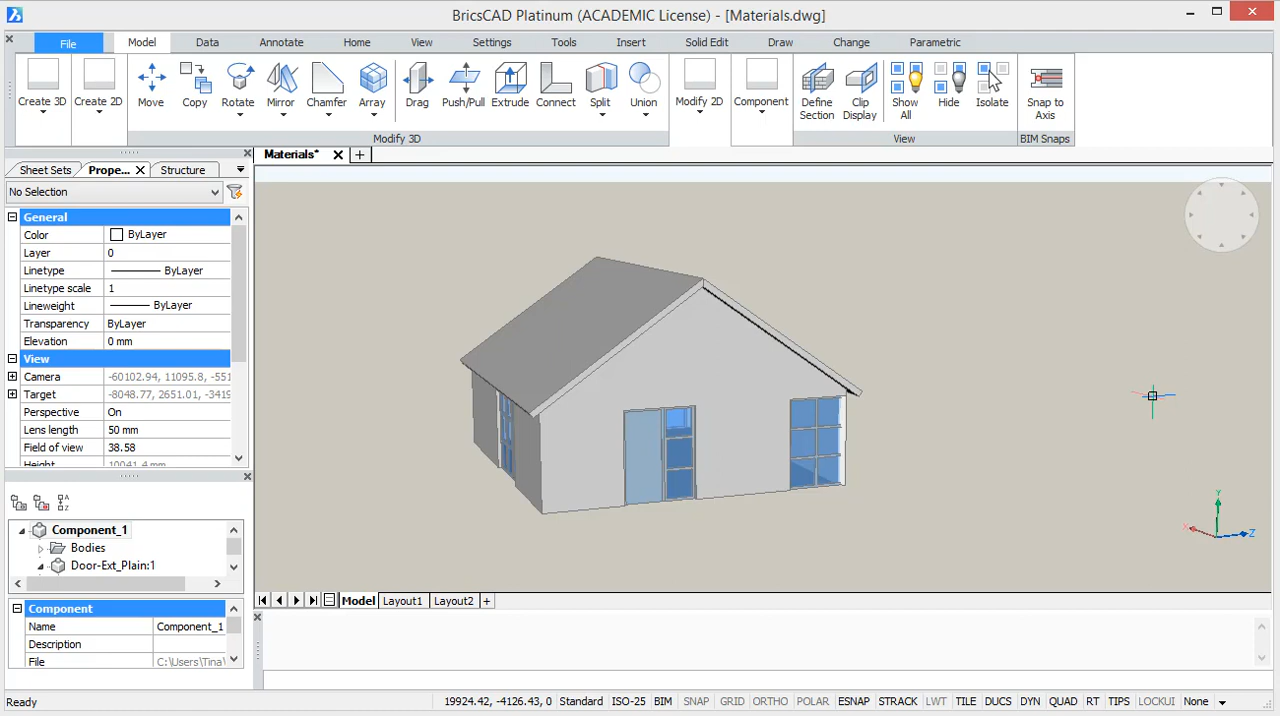 BricsCAD Platinum (ACADEMIC License) - [Materials.dwg]
File Model Data Annotate Home View Settings Tools Insert Solid Edit Draw Change Parametric
Create 3D Create 2D Move Copy Rotate Mirror Chamfer Array Drag Push/Pull Extrude Connect Split Union Modify 2D Component Define Section Clip Display Show All Hide Isolate Snap to Axis
Modify 3D View BIM Snaps
Sheet Sets Prope... Structure
Materials*
No Selection
General
Color ByLayer
Layer 0
Linetype ByLayer
Linetype scale 1
Lineweight ByLayer
Transparency ByLayer
Elevation 0 mm
View
Camera -60102.94, 11095.8, -551
Target -8048.77, 2651.01, -3419
Perspective On
Lens length 50 mm
Field of view 38.58
Height 10041.4 mm
Component_1
Bodies
Door-Ext_Plain:1
Component
Name Component_1
Description
File C:\Users\Tina\
Y
X
Z
Model Layout1 Layout2 +
Ready 19924.42, -4126.43, 0 Standard ISO-25 BIM SNAP GRID ORTHO POLAR ESNAP STRACK LWT TILE DUCS DYN QUAD RT TIPS LOCKUI None